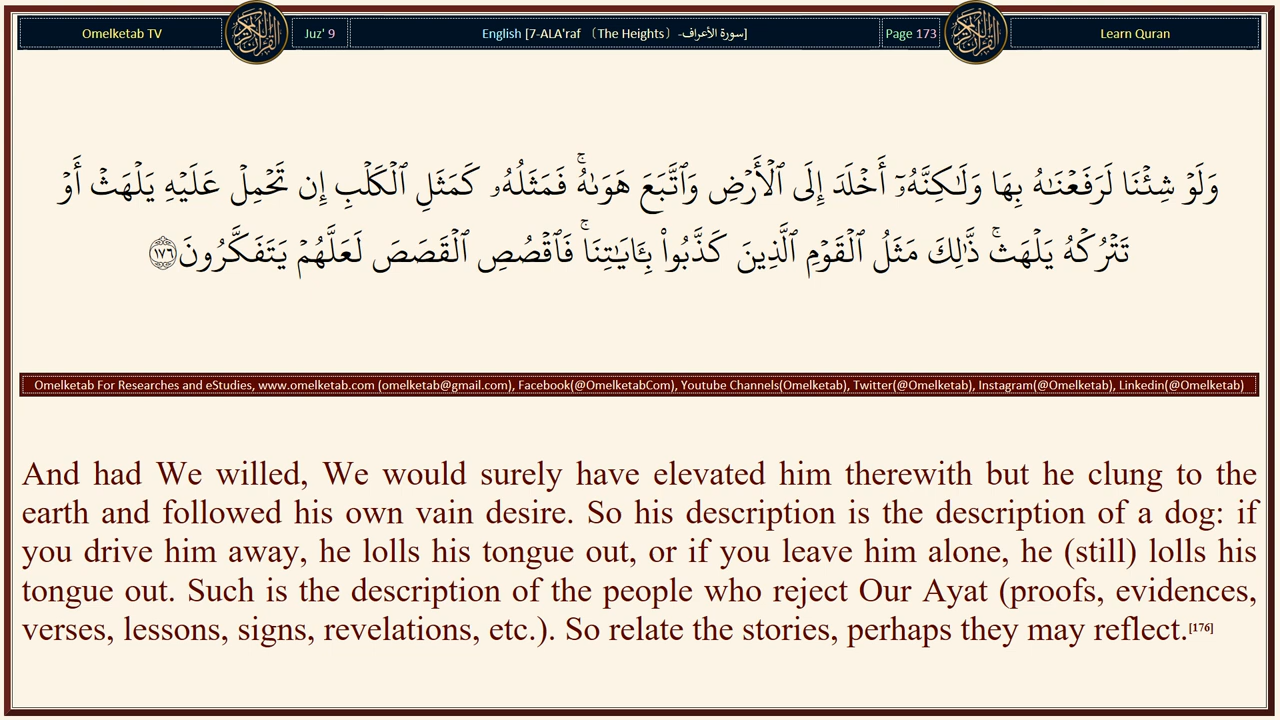 Omelketab TV
Juz' 9
English [7-ALA'raf （The Heights）-سورة الأعراف]
Page 173
Learn Quran
وَلَوۡ شِئۡنَا لَرَفَعۡنَٰهُ بِهَا وَلَٰكِنَّهُۥٓ أَخۡلَدَ إِلَى ٱلۡأَرۡضِ وَٱتَّبَعَ هَوَىٰهُۚ فَمَثَلُهُۥ كَمَثَلِ ٱلۡكَلۡبِ إِن تَحۡمِلۡ عَلَيۡهِ يَلۡهَثۡ أَوۡ
تَتۡرُكۡهُ يَلۡهَثۚ ذَّٰلِكَ مَثَلُ ٱلۡقَوۡمِ ٱلَّذِينَ كَذَّبُواْ بِـَٔايَٰتِنَاۚ فَٱقۡصُصِ ٱلۡقَصَصَ لَعَلَّهُمۡ يَتَفَكَّرُونَ ١٧٦
Omelketab For Researches and eStudies, www.omelketab.com (omelketab@gmail.com), Facebook(@OmelketabCom), Youtube Channels(Omelketab), Twitter(@Omelketab), Instagram(@Omelketab), Linkedin(@Omelketab)
And had We willed, We would surely have elevated him therewith but he clung to the
earth and followed his own vain desire. So his description is the description of a dog: if
you drive him away, he lolls his tongue out, or if you leave him alone, he (still) lolls his
tongue out. Such is the description of the people who reject Our Ayat (proofs, evidences,
verses, lessons, signs, revelations, etc.). So relate the stories, perhaps they may reflect.[176]